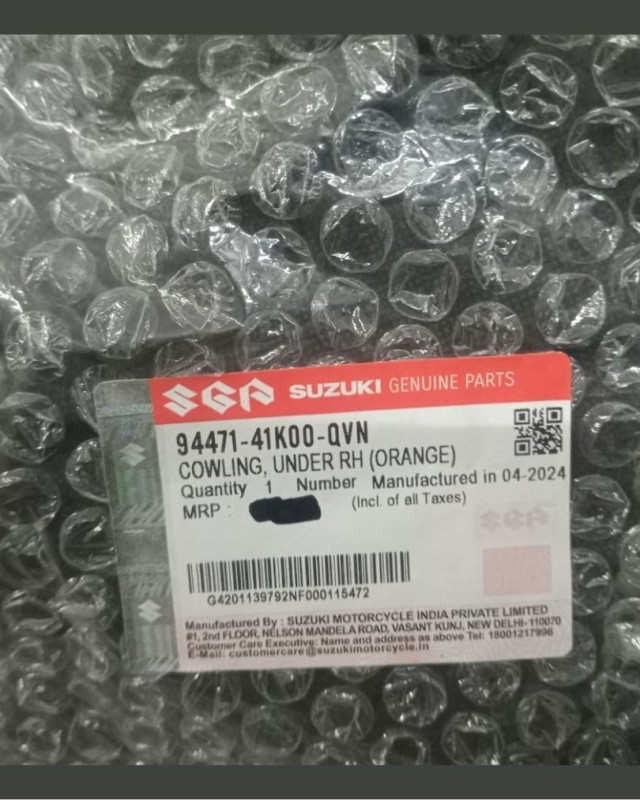 SGP SUZUKI GENUINE PARTS
94471-41K00-QVN
COWLING, UNDER RH (ORANGE)
Quantity 1 Number Manufactured in 04-2024
MRP : (Incl. of all Taxes)
SGP
G4201139792NF000115472
Manufactured By : SUZUKI MOTORCYCLE INDIA PRIVATE LIMITED
#1, 2nd FLOOR, NELSON MANDELA ROAD, VASANT KUNJ, NEW DELHI-110070
Customer Care Executive: Name and address as above Tel: 18001217996
E-Mail: customercare@suzukimotorcycle.in